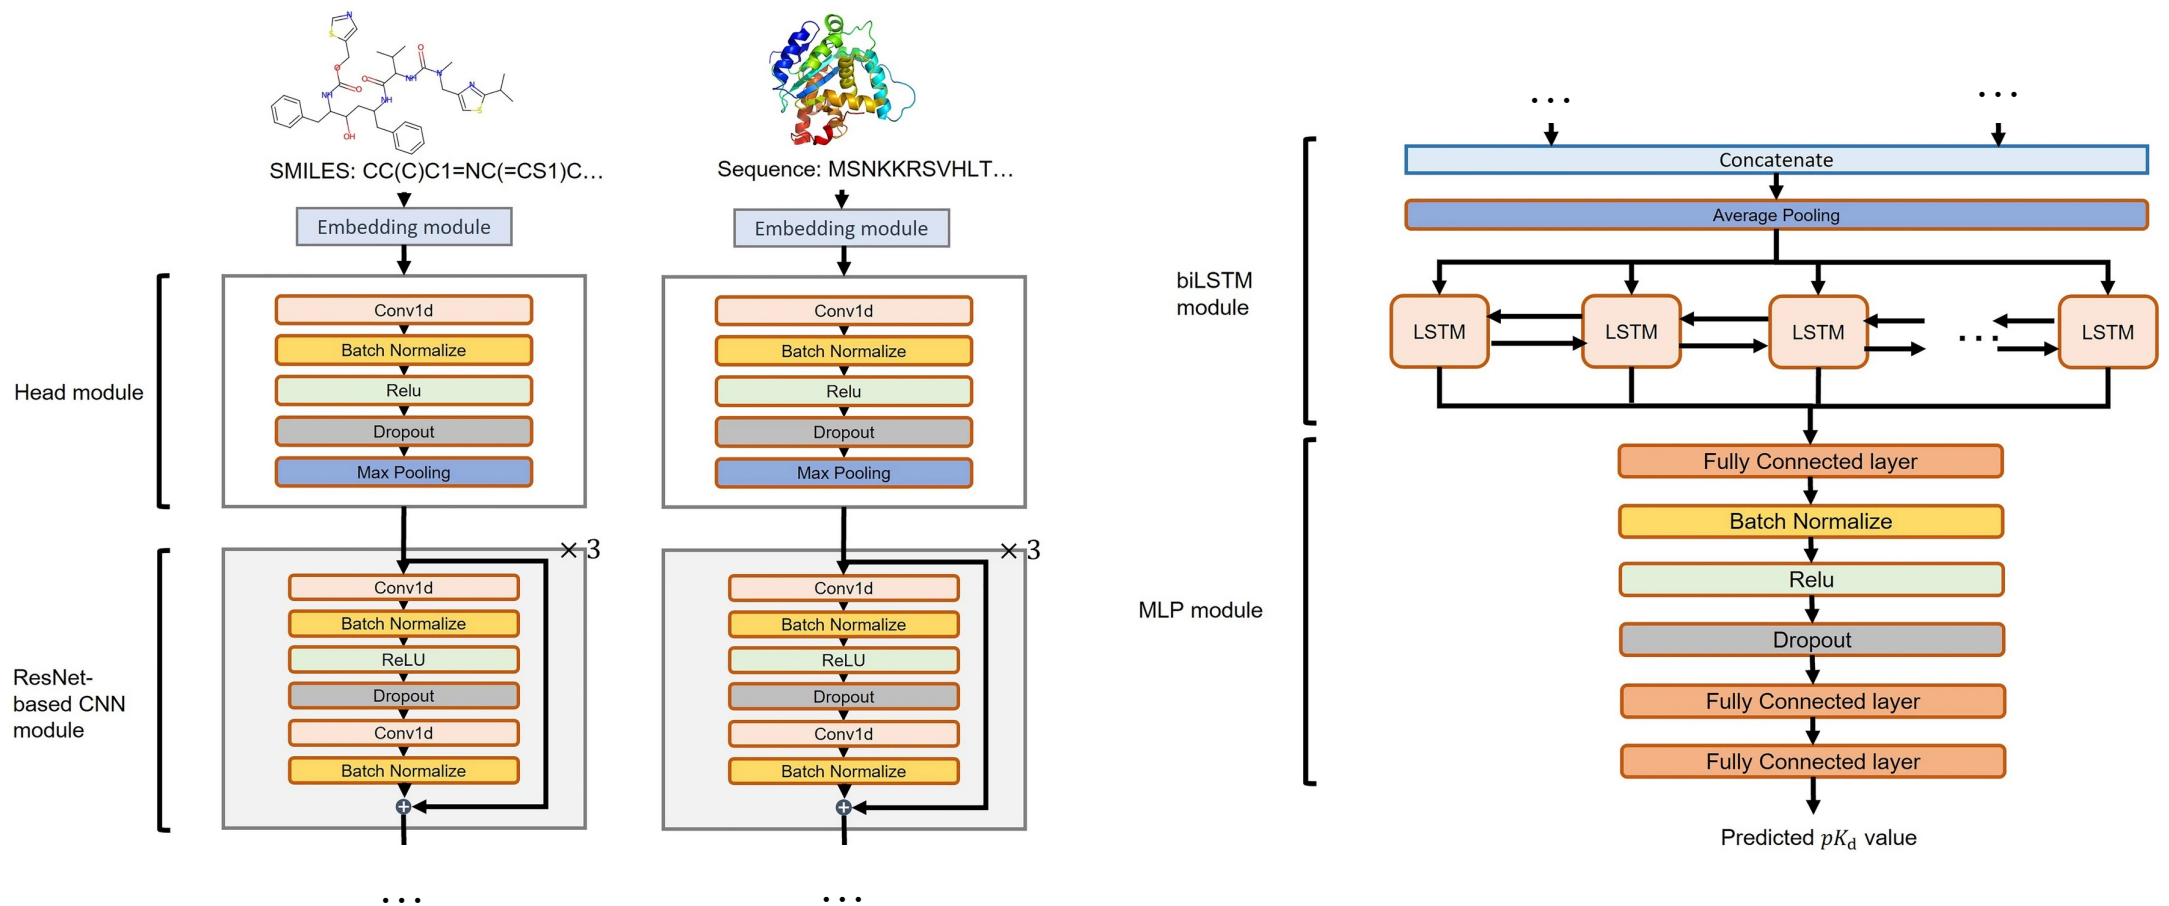 SMILES: CC(C)C1=NC(=CS1)C...
Embedding module
Head module
Conv1d
Batch Normalize
Relu
Dropout
Max Pooling
× 3
ResNet-
based CNN
module
Conv1d
Batch Normalize
ReLU
Dropout
Conv1d
Batch Normalize
...
Sequence: MSNKKRSVHLT...
Embedding module
Conv1d
Batch Normalize
Relu
Dropout
Max Pooling
× 3
Conv1d
Batch Normalize
ReLU
Dropout
Conv1d
Batch Normalize
...
... ...
biLSTM
module
Concatenate
Average Pooling
LSTM LSTM LSTM ... LSTM
MLP module
Fully Connected layer
Batch Normalize
Relu
Dropout
Fully Connected layer
Fully Connected layer
Predicted pKd value
N
S
O
O
NH
O
NH
NH
O
N
N
S
OH